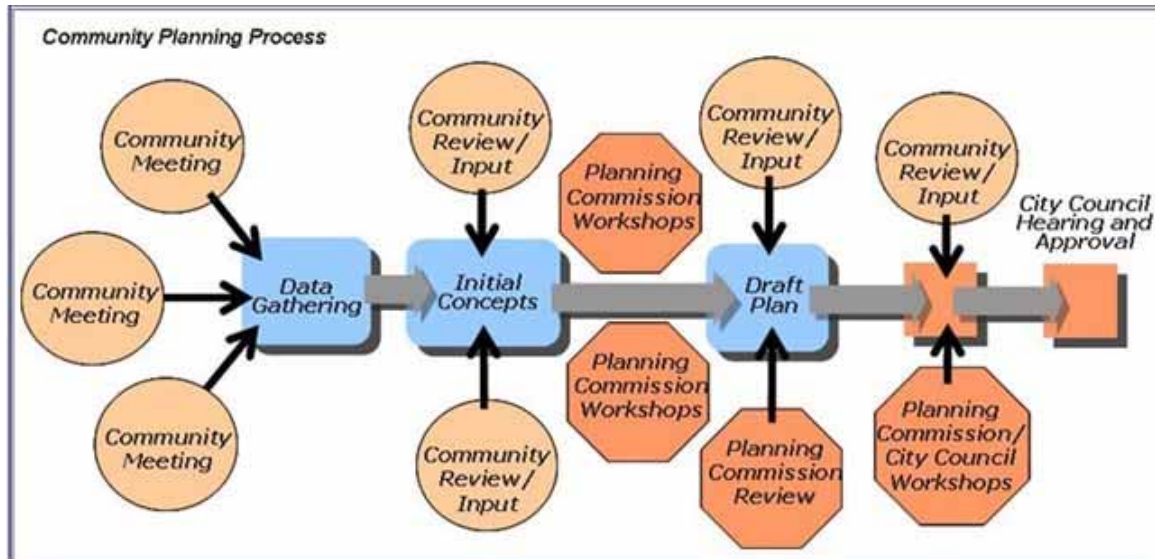 Community Planning Process
Community
Meeting
Community
Meeting
Community
Meeting
Data
Gathering
Community
Review/
Input
Initial
Concepts
Community
Review/
Input
Planning
Commission
Workshops
Planning
Commission
Workshops
Community
Review/
Input
Draft
Plan
Planning
Commission
Review
Community
Review/
Input
Planning
Commission/
City Council
Workshops
City Council
Hearing and
Approval